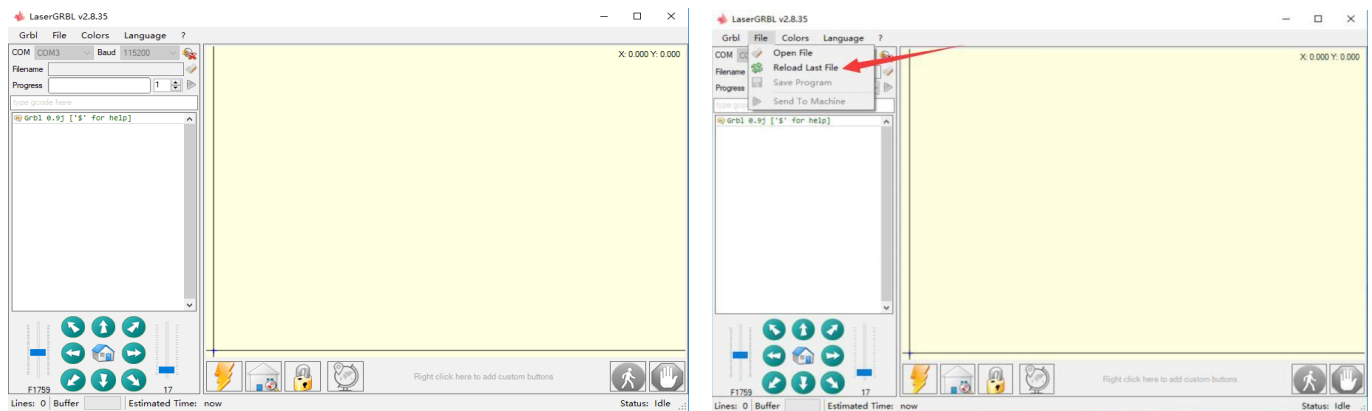 LaserGRBL v2.8.35
Grbl File Colors Language ?
COM COM3 Baud 115200
X: 0.000 Y: 0.000
Filename
Progress 1
type gcode here
Grbl 0.9j ['$' for help]
F1759 17
Right click here to add custom buttons
Lines: 0 Buffer Estimated Time: now Status: Idle
LaserGRBL v2.8.35
Grbl File Colors Language ?
COM
Open File
X: 0.000 Y: 0.000
Filename
Reload Last File
Progress
Save Program
Send To Machine
Grbl 0.9j ['$' for help]
F1759 17
Right click here to add custom buttons
Lines: 0 Buffer Estimated Time: now Status: Idle